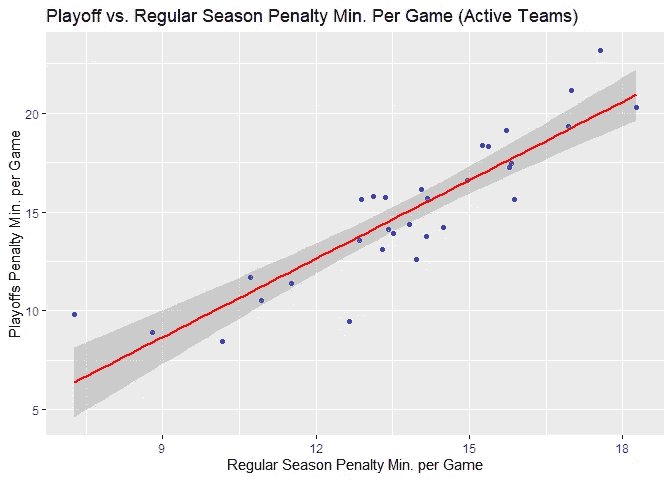 Playoff vs. Regular Season Penalty Min. Per Game (Active Teams)
Playoffs Penalty Min. per Game
20
15
10
5
9 12 15 18
Regular Season Penalty Min. per Game